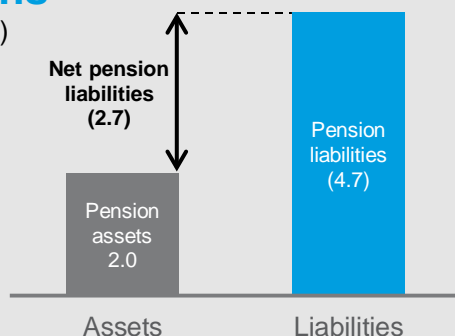 )
Net pension
liabilities
(2.7)
Pension
liabilities
(4.7)
Pension
assets
2.0
Assets
Liabilities